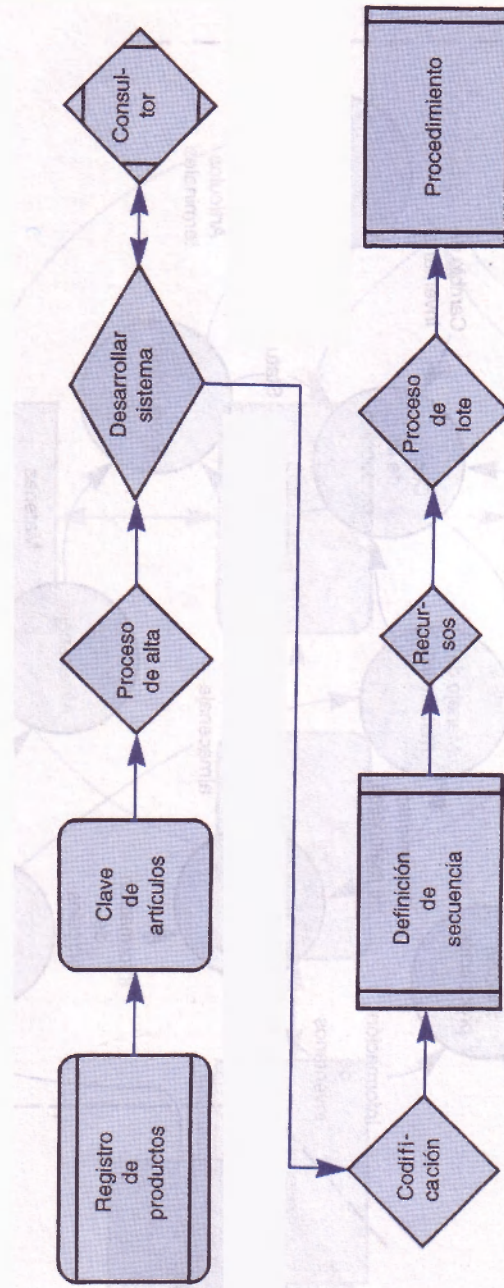 Registro
de
productos
Clave
de
artículos
Proceso
de alta
Desarrollar
sistema
Consul-
tor
Codifi-
cación
Definición
de
secuencia
Recur-
sos
Proceso
de
lote
Procedimiento